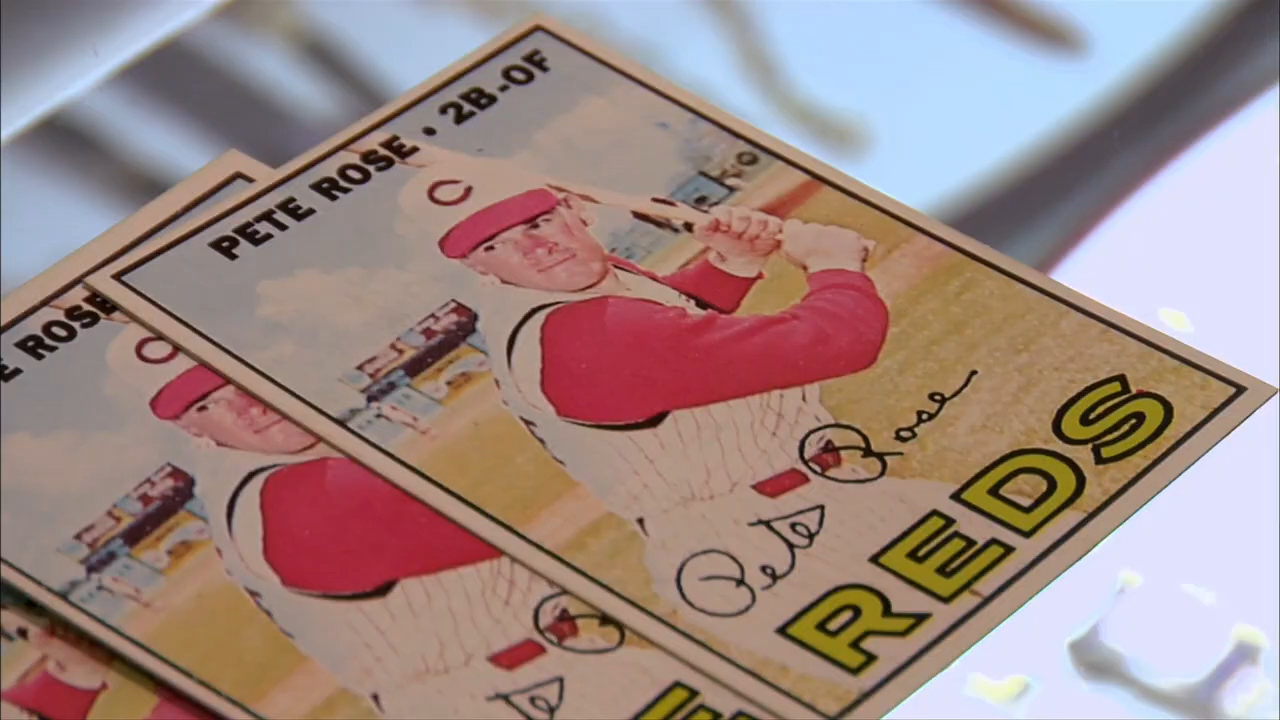 PETE ROSE • 2B-OF
C
Pete Rose
REDS
E ROSE
C